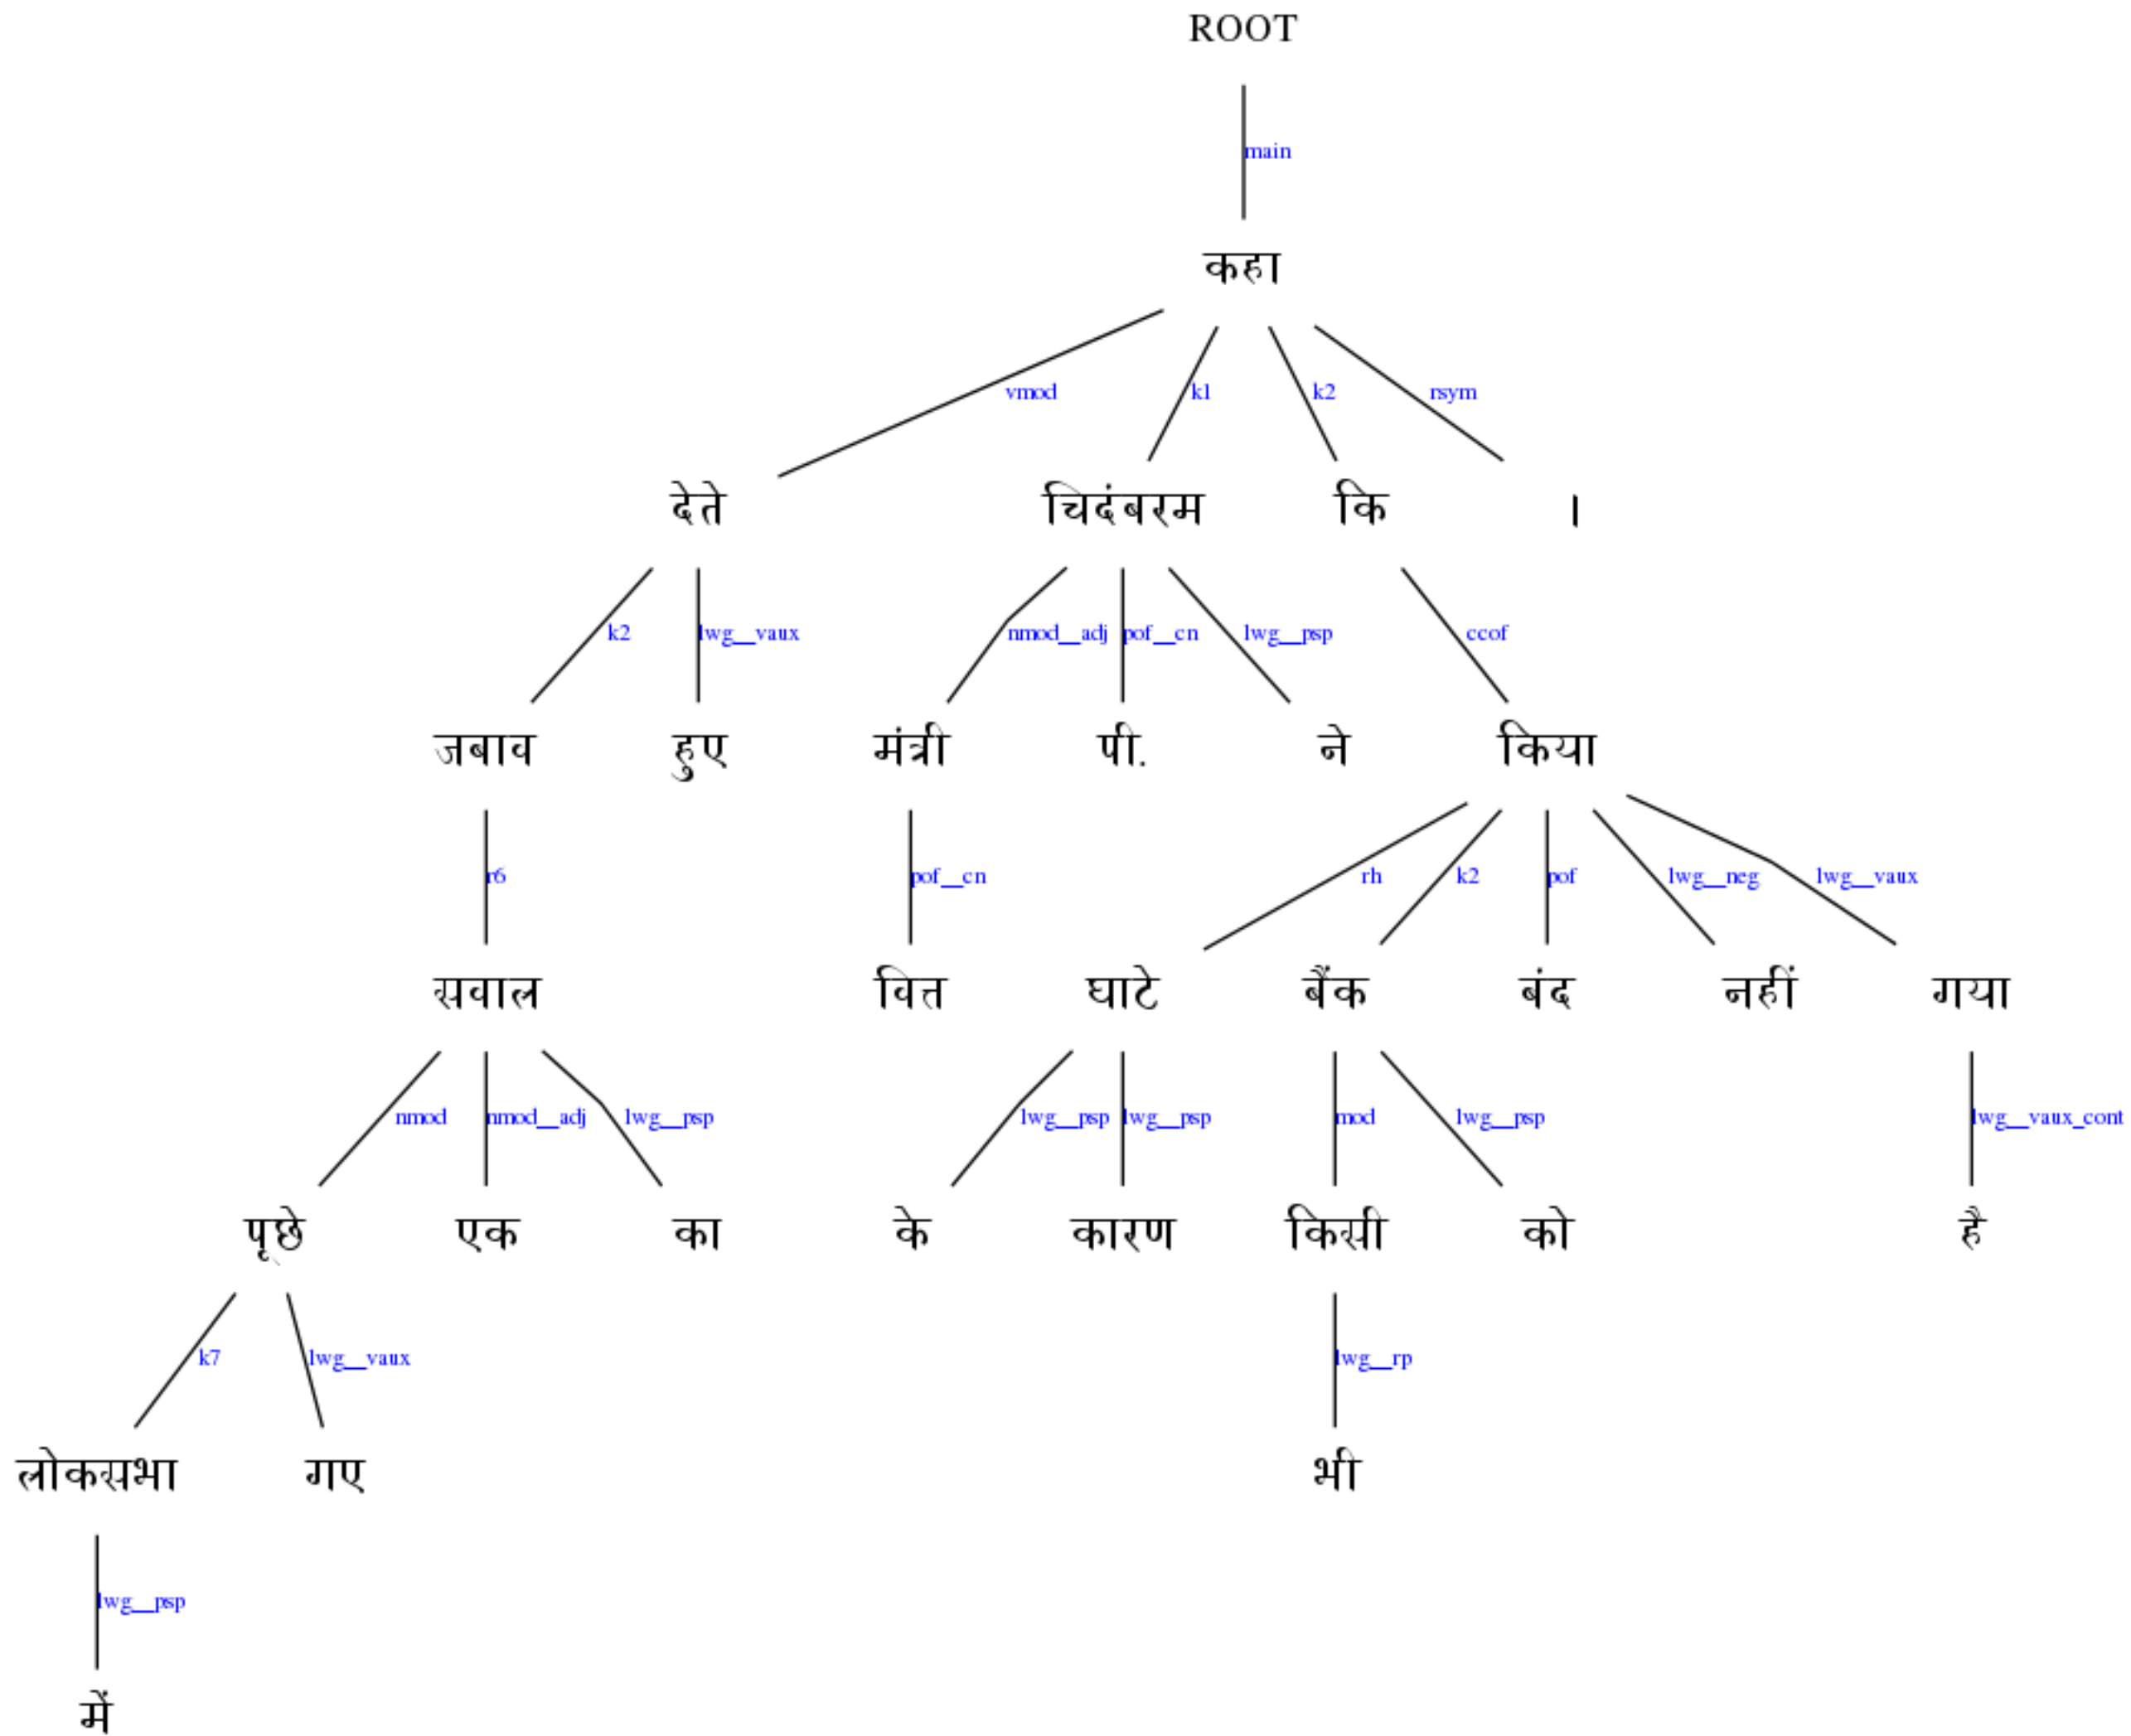 ROOT
main
कहा
vmod k1 k2 rsym
देते चिदंबरम कि ।
k2 lwg__vaux nmod__adj pof__cn lwg__psp ccof
जबाव हुए मंत्री पी. ने किया
r6 pof__cn rh k2 pof lwg__neg lwg__vaux
सवाल वित्त घाटे बैंक बंद नहीं गया
nmod nmod__adj lwg__psp lwg__psp lwg__psp mod lwg__psp lwg__vaux_cont
पूछे एक का के कारण किसी को है
k7 lwg__vaux lwg__rp
लोकसभा गए भी
lwg__psp
में